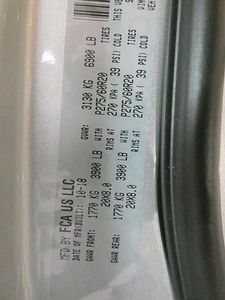 MFD BY FCA US LLC
DATE OF MFR(BUILT): 10-18 GVWR: 3130 KG 6900 LB
GAWR FRONT: 1770 KG 3900 LB WITH P275/60R20 TIRES
20X8.0 RIMS AT 270 KPA ( 39 PSI) COLD
GAWR REAR: 1770 KG 3900 LB WITH P275/60R20 TIRES
20X8.0 RIMS AT 270 KPA ( 39 PSI) COLD